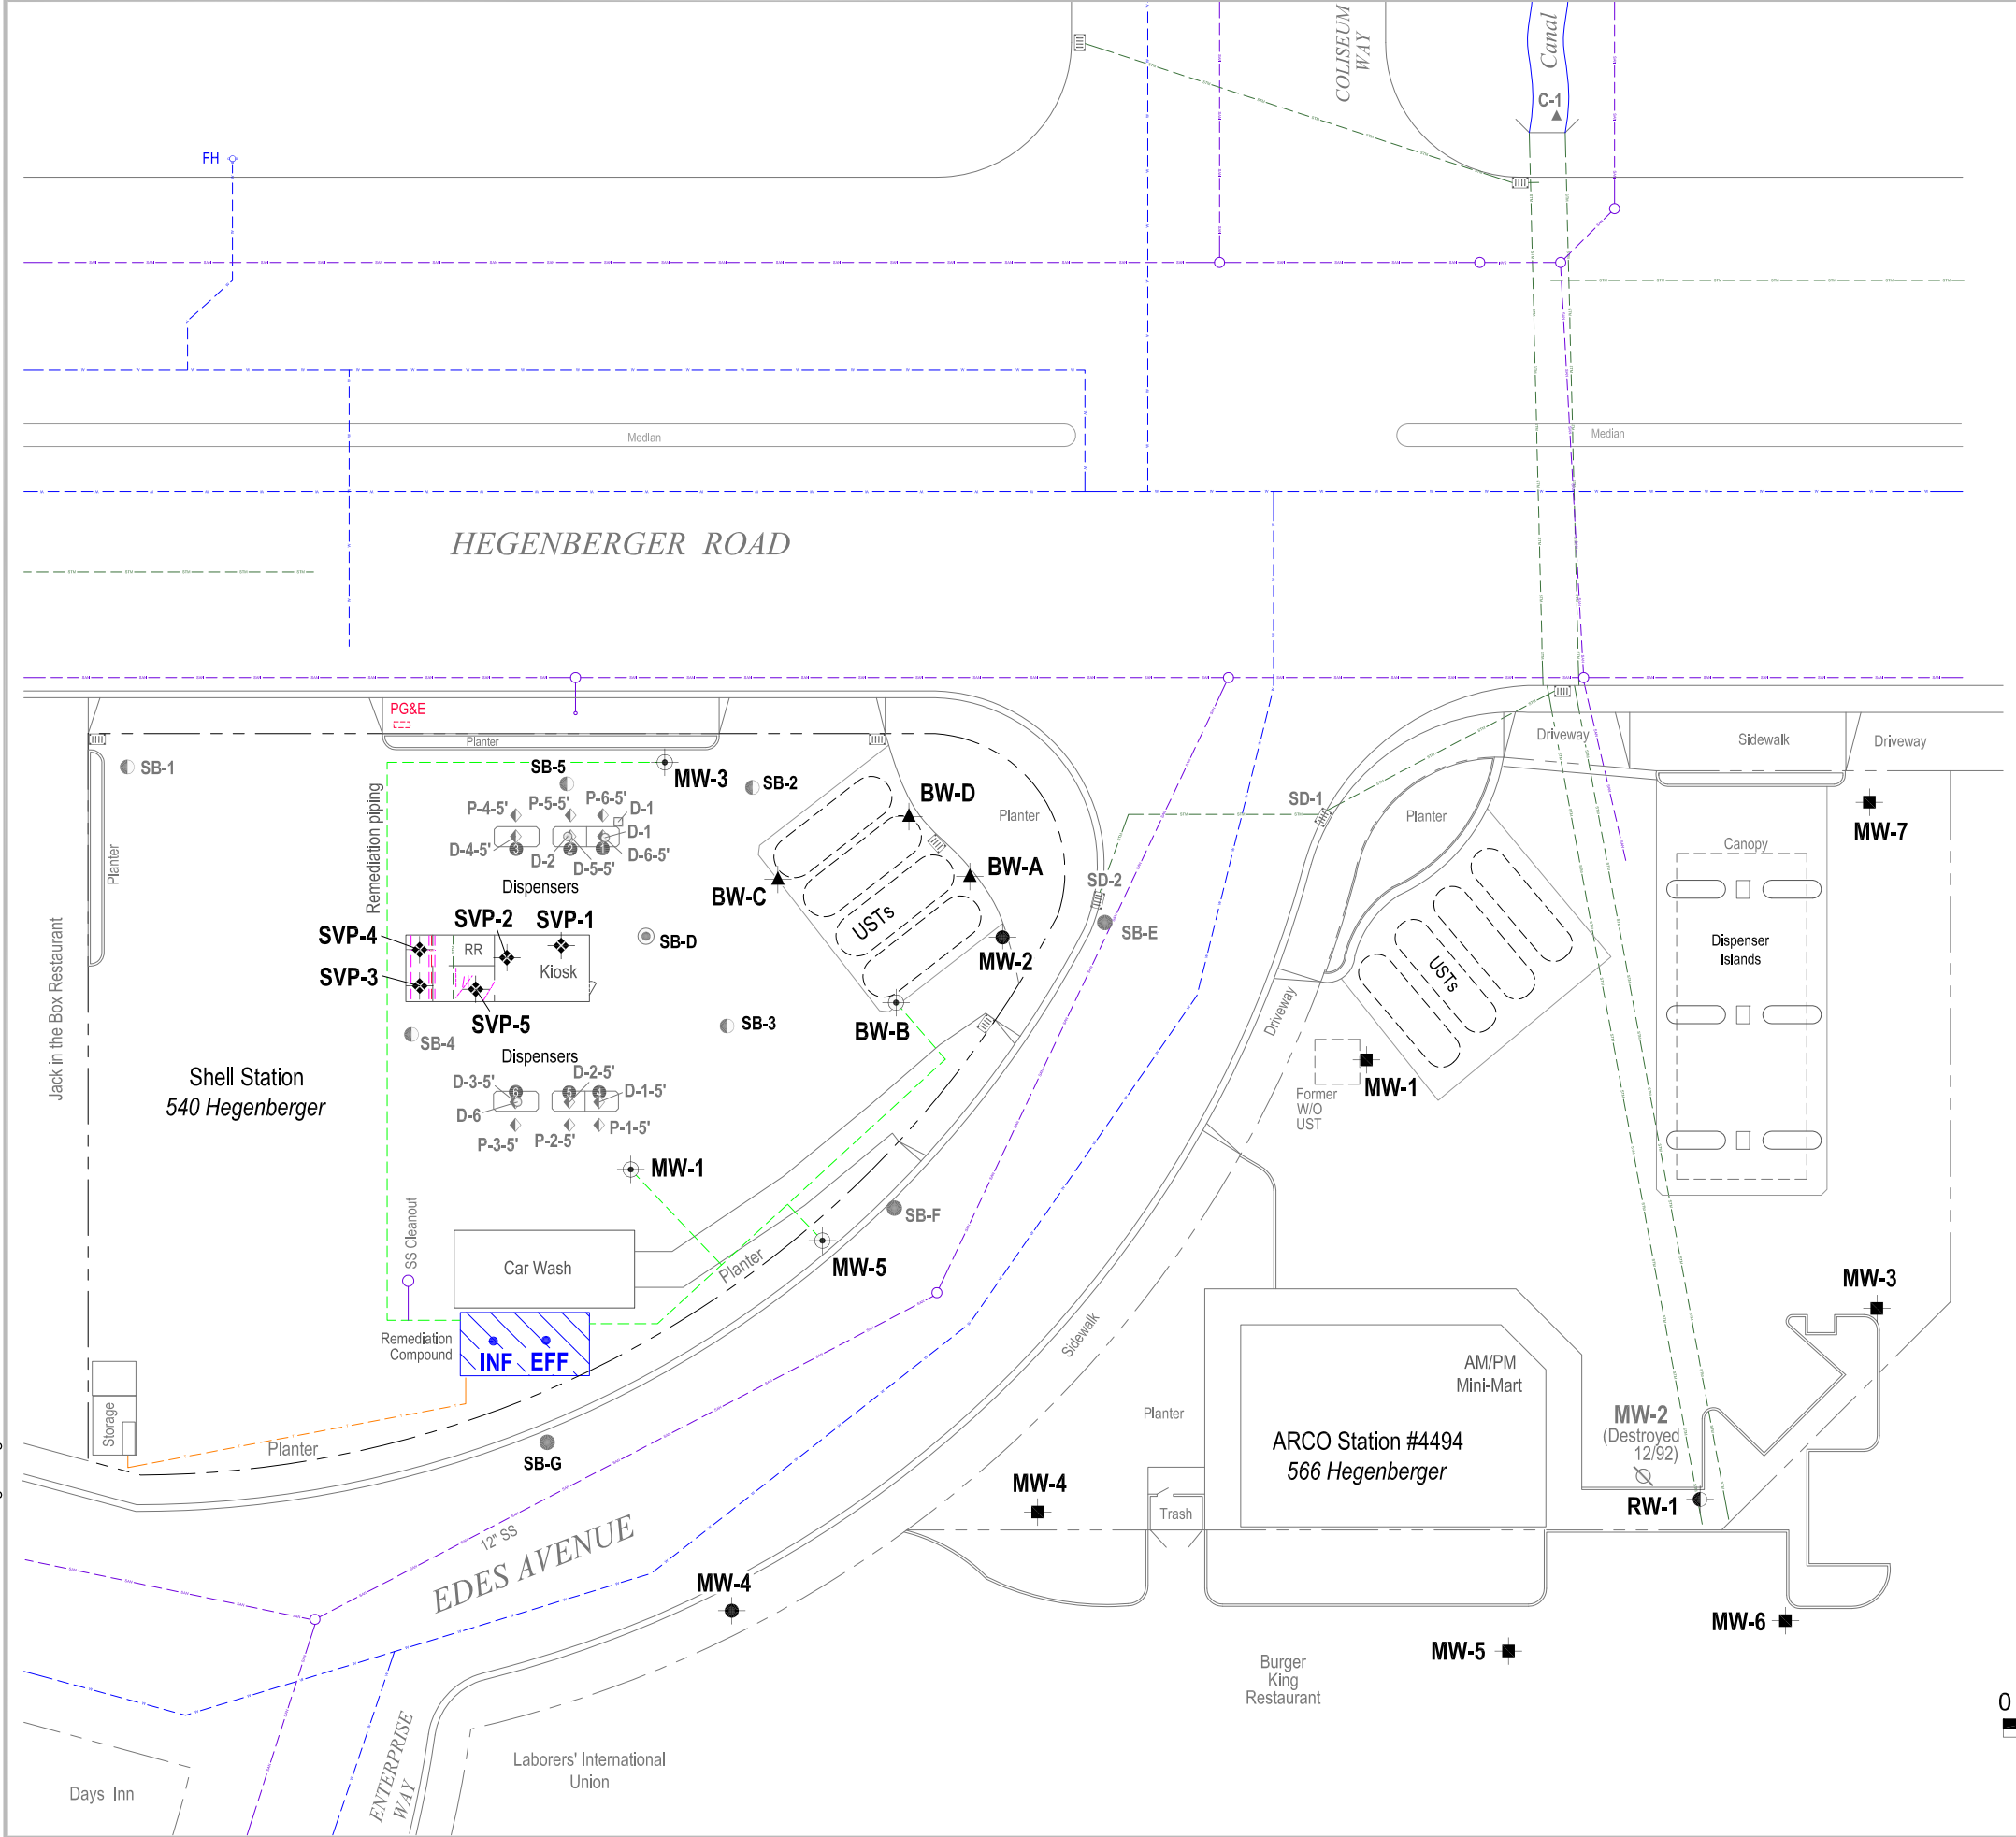 COLISEUM
WAY
Canal
C-1
FH
Median
Median
HEGENBERGER ROAD
PG&E
Planter
Driveway
Sidewalk
Driveway
SB-1
SB-5
MW-3
SB-2
BW-D
Planter
SD-1
Planter
MW-7
P-4-5'
P-5-5'
P-6-5'
D-1
D-1
D-4-5'
D-2
D-5-5'
D-6-5'
3
2
1
Remediation piping
Planter
Canopy
Dispensers
BW-C
BW-A
SD-2
USTs
SVP-2
SVP-1
SVP-4
RR
SB-D
SB-E
Dispenser
Islands
SVP-3
Kiosk
MW-2
USTs
SVP-5
SB-4
SB-3
BW-B
Driveway
Jack in the Box Restaurant
Dispensers
Shell Station
540 Hegenberger
D-3-5'
D-2-5'
D-1-5'
6
5
4
D-6
P-3-5'
P-2-5'
P-1-5'
MW-1
Former
W/O
UST
MW-1
SB-F
SS Cleanout
Car Wash
Planter
MW-5
MW-3
Remediation
Compound
INF
EFF
Sidewalk
AM/PM
Mini-Mart
Storage
Planter
SB-G
Planter
ARCO Station #4494
566 Hegenberger
MW-2
(Destroyed
12/92)
MW-4
Trash
RW-1
12" SS
EDES AVENUE
MW-4
MW-6
MW-5
Burger
King
Restaurant
0
ENTERPRISE
WAY
Laborers' International
Union
Days Inn